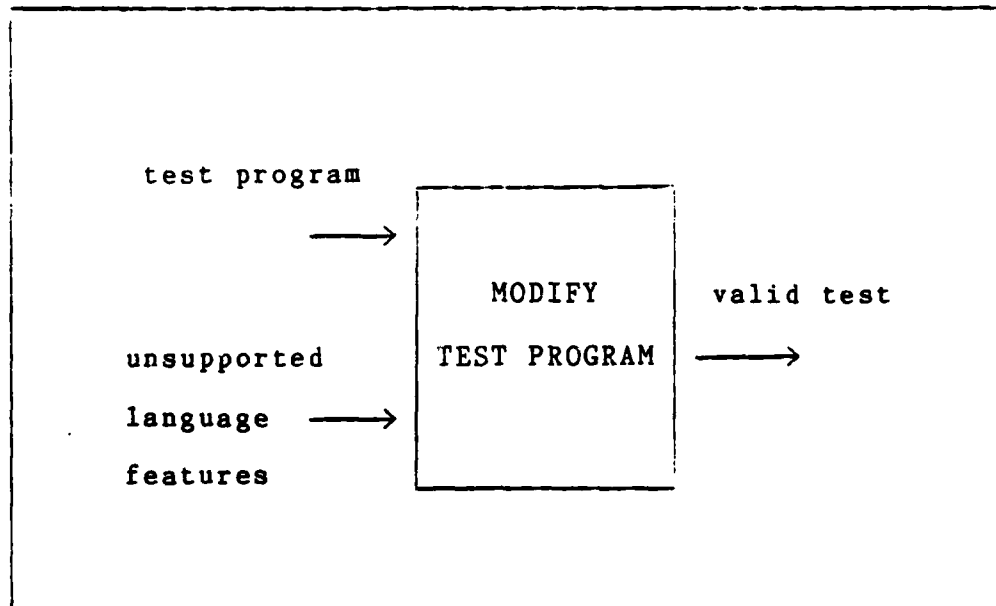 test program
MODIFY
TEST PROGRAM
valid test
unsupported
language
features